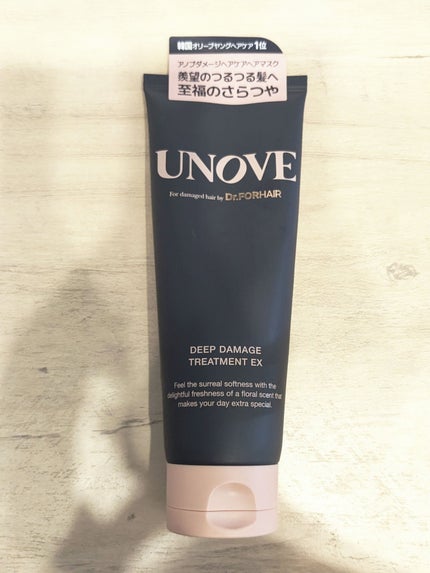 韓国オリーブヤングヘアケア1位
アンプダメージヘアケアヘアマスク
羨望のつるつる髪へ
至福のさらつや
UNOVE
For damaged hair by Dr.FORHAIR
DEEP DAMAGE
TREATMENT EX
Feel the surreal softness with the
delightful freshness of a floral scent that
makes your day extra special.